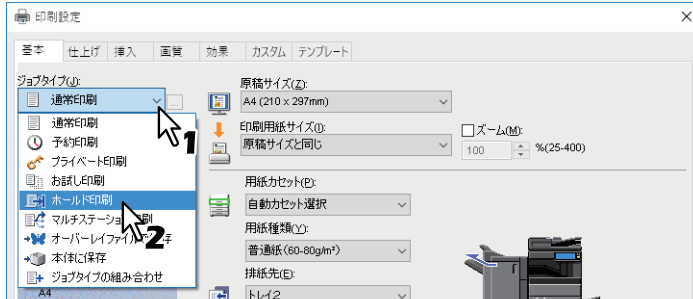 印刷設定
基本 仕上げ 挿入 画質 効果 カスタム テンプレート
ジョブタイプ(J):
通常印刷
...
通常印刷
予約印刷
プライベート印刷
お試し印刷
ホールド印刷
マルチステーション印刷
オーバーレイファイル
存
本体に保存
ジョブタイプの組み合わせ
A4
1
2
原稿サイズ(Z):
A4 (210 x 297mm)
印刷用紙サイズ(I):
原稿サイズと同じ
ズーム(M):
100 %(25-400)
用紙カセット(P):
自動カセット選択
用紙種類(Y):
普通紙(60-80g/m²)
排紙先(E):
トレイ2